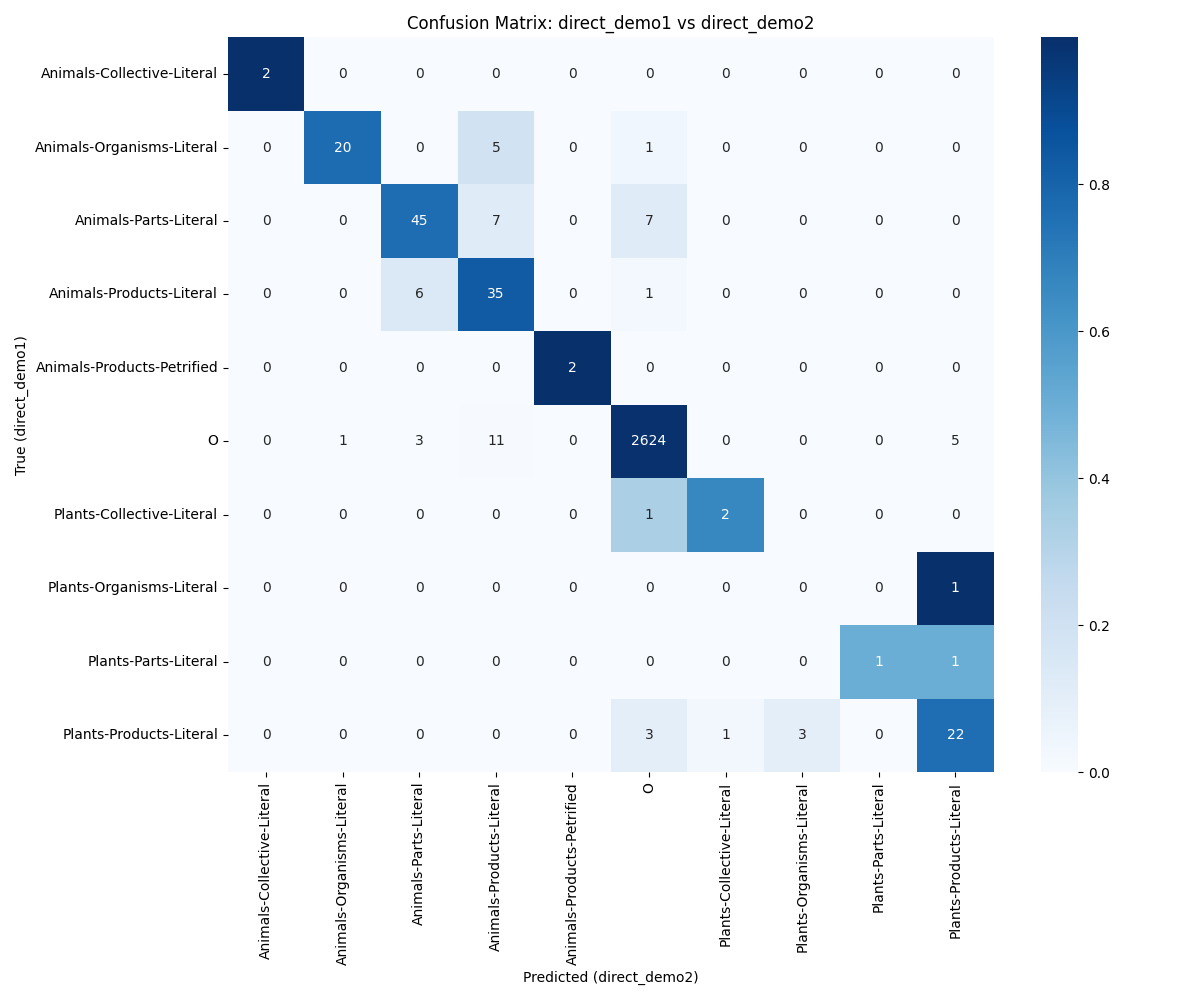 Confusion Matrix: direct_demo1 vs direct_demo2
True (direct_demo1)
Animals-Collective-Literal 2 0 0 0 0 0 0 0 0 0
Animals-Organisms-Literal 0 20 0 5 0 1 0 0 0 0
Animals-Parts-Literal 0 0 45 7 0 7 0 0 0 0
Animals-Products-Literal 0 0 6 35 0 1 0 0 0 0
Animals-Products-Petrified 0 0 0 0 2 0 0 0 0 0
O 0 1 3 11 0 2624 0 0 0 5
Plants-Collective-Literal 0 0 0 0 0 1 2 0 0 0
Plants-Organisms-Literal 0 0 0 0 0 0 0 0 0 1
Plants-Parts-Literal 0 0 0 0 0 0 0 0 1 1
Plants-Products-Literal 0 0 0 0 0 3 1 3 0 22
Animals-Collective-Literal
Animals-Organisms-Literal
Animals-Parts-Literal
Animals-Products-Literal
Animals-Products-Petrified
O
Plants-Collective-Literal
Plants-Organisms-Literal
Plants-Parts-Literal
Plants-Products-Literal
Predicted (direct_demo2)
0.8
0.6
0.4
0.2
0.0